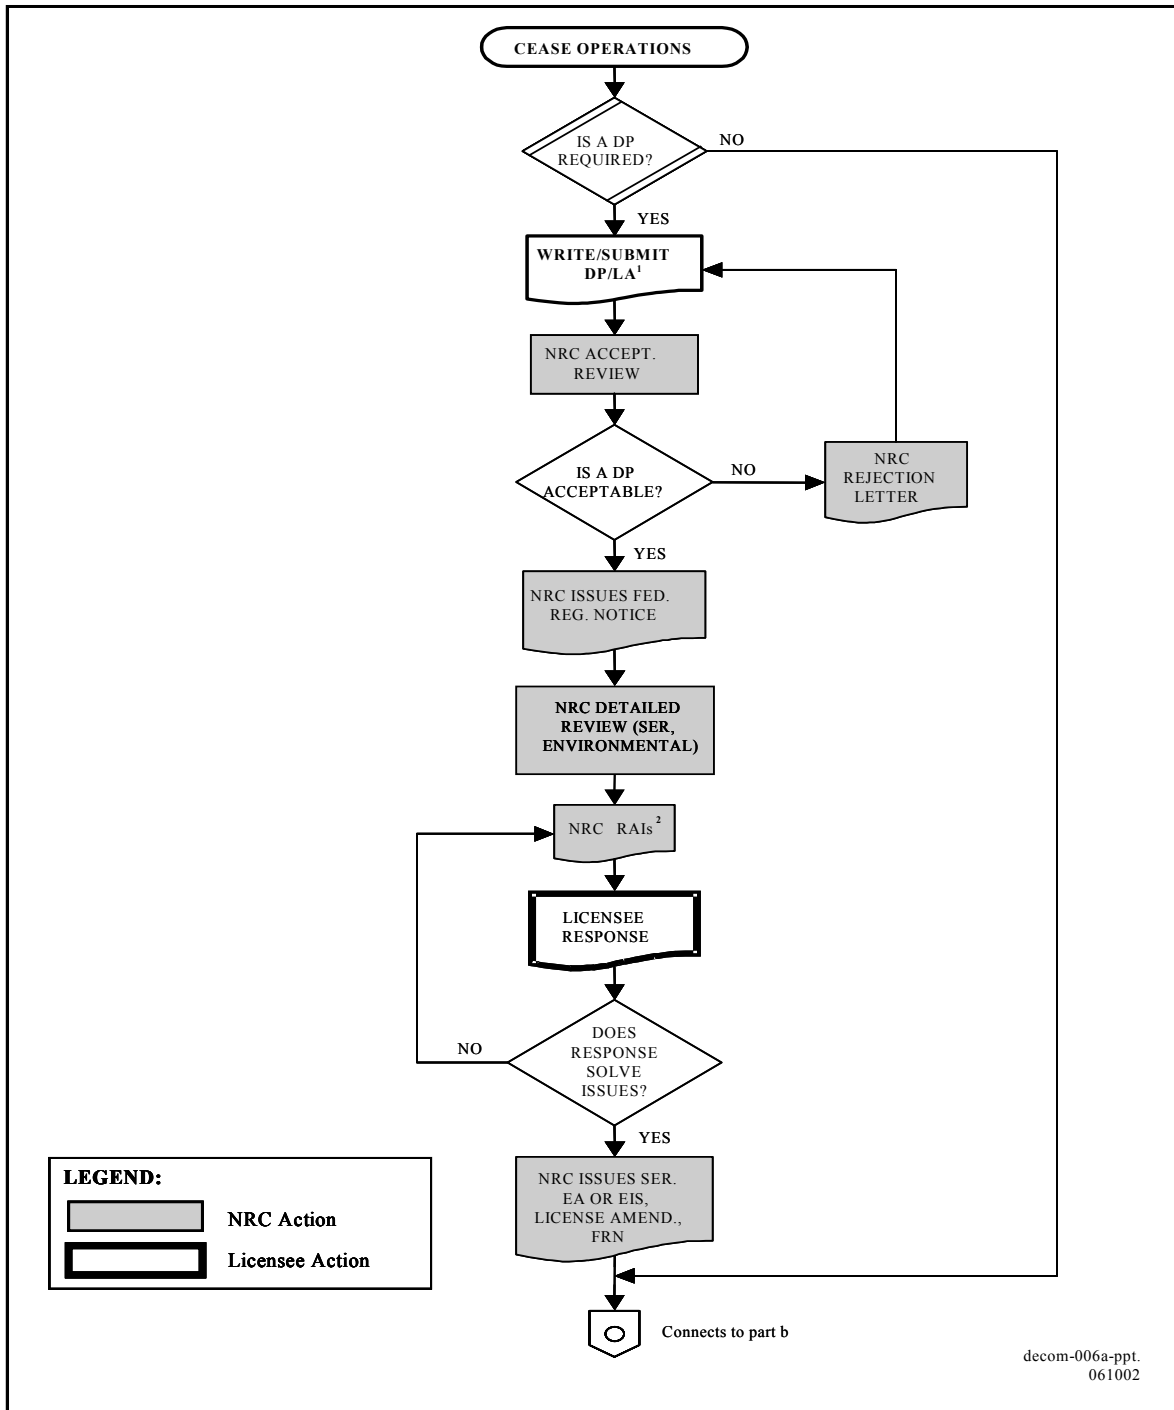 CEASE OPERATIONS
IS A DP
REQUIRED?
NO
YES
WRITE/SUBMIT
DP/LA¹
NRC ACCEPT.
REVIEW
IS A DP
ACCEPTABLE?
NO
NRC
REJECTION
LETTER
YES
NRC ISSUES FED.
REG. NOTICE
NRC DETAILED
REVIEW (SER,
ENVIRONMENTAL)
NRC RAIs²
LICENSEE
RESPONSE
DOES
RESPONSE
SOLVE
ISSUES?
NO
YES
NRC ISSUES SER.
EA OR EIS,
LICENSE AMEND.,
FRN
LEGEND:
NRC Action
Licensee Action
Connects to part b
decom-006a-ppt.
061002